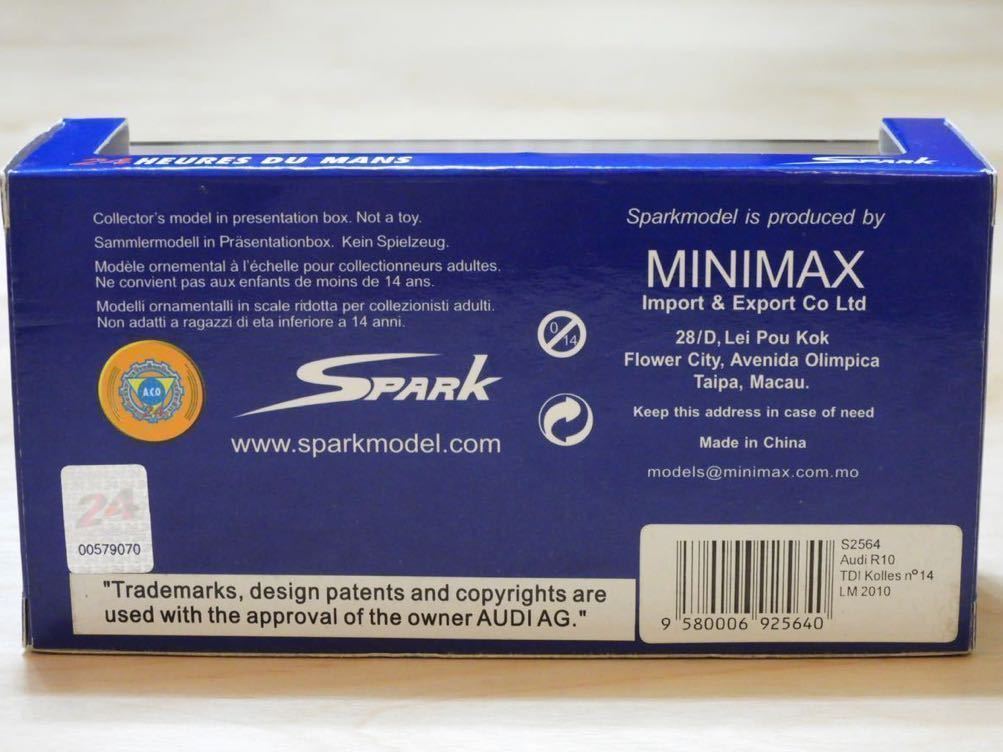 24 HEURES DU MANS
Spark
Collector's model in presentation box. Not a toy.
Sammlermodell in Präsentationbox. Kein Spielzeug.
Modèle ornemental à l'échelle pour collectionneurs adultes.
Ne convient pas aux enfants de moins de 14 ans.
Modelli ornamentalli in scale ridotta per collezionisti adulti.
Non adatti a ragazzi di eta inferiore a 14 anni.
A.C.O
24
SPARK
www.sparkmodel.com
0
14
Sparkmodel is produced by
MINIMAX
Import & Export Co Ltd
28/D, Lei Pou Kok
Flower City, Avenida Olimpica
Taipa, Macau.
Keep this address in case of need
Made in China
models@minimax.com.mo
24
00579070
"Trademarks, design patents and copyrights are
used with the approval of the owner AUDI AG."
S2564
Audi R10
TDI Kolles nº14
LM 2010
9 580006 925640